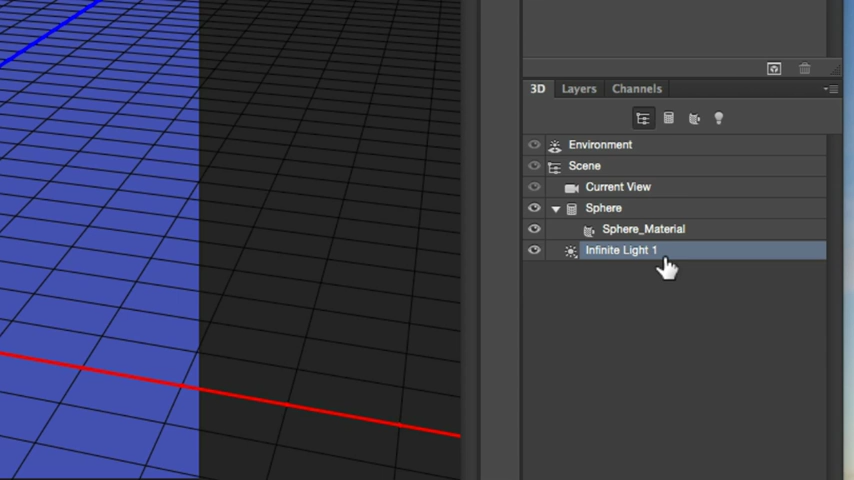 3D Layers Channels
Environment
Scene
Current View
Sphere
Sphere_Material
Infinite Light 1